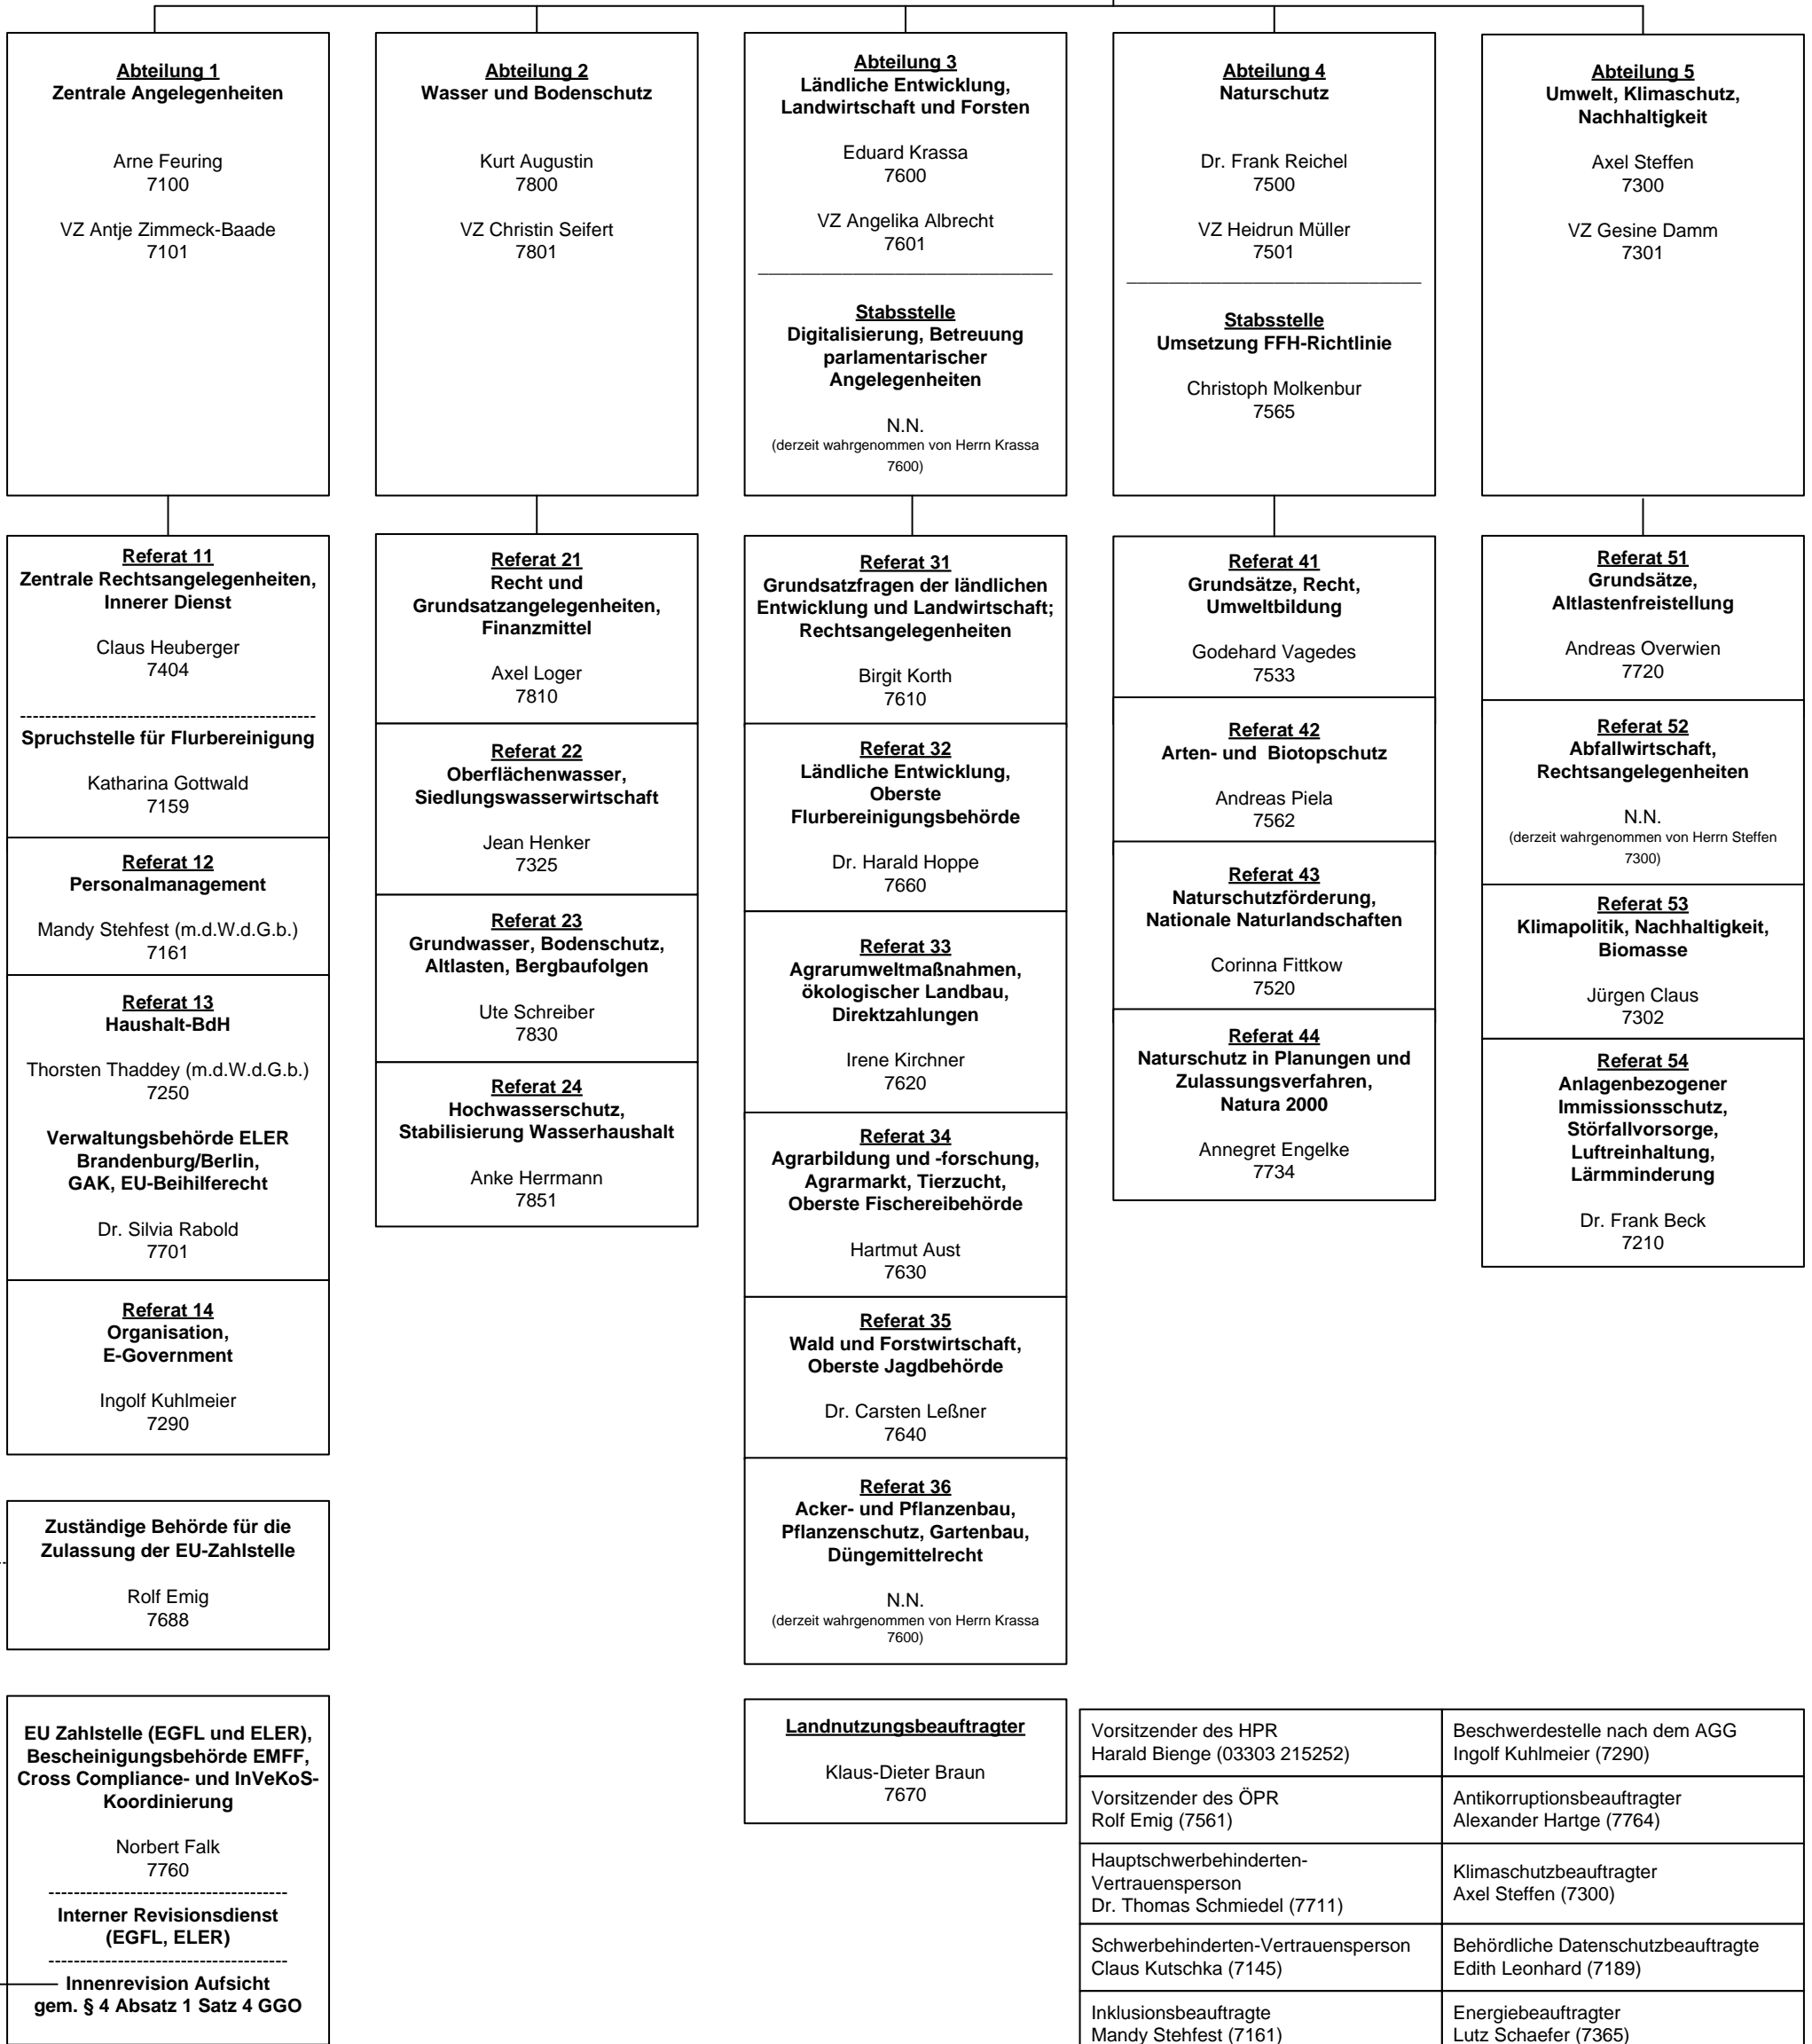 Abteilung 1
Zentrale Angelegenheiten
Arne Feuring
7100
VZ Antje Zimmeck-Baade
7101
Abteilung 2
Wasser und Bodenschutz
Kurt Augustin
7800
VZ Christin Seifert
7801
Abteilung 3
Ländliche Entwicklung,
Landwirtschaft und Forsten
Eduard Krassa
7600
VZ Angelika Albrecht
7601
Stabsstelle
Digitalisierung, Betreuung
parlamentarischer
Angelegenheiten
N.N.
(derzeit wahrgenommen von Herrn Krassa
7600)
Abteilung 4
Naturschutz
Dr. Frank Reichel
7500
VZ Heidrun Müller
7501
Stabsstelle
Umsetzung FFH-Richtlinie
Christoph Molkenbur
7565
Abteilung 5
Umwelt, Klimaschutz,
Nachhaltigkeit
Axel Steffen
7300
VZ Gesine Damm
7301
Referat 11
Zentrale Rechtsangelegenheiten,
Innerer Dienst
Claus Heuberger
7404
-----------------------------------------------
Spruchstelle für Flurbereinigung
Katharina Gottwald
7159
Referat 12
Personalmanagement
Mandy Stehfest (m.d.W.d.G.b.)
7161
Referat 13
Haushalt-BdH
Thorsten Thaddey (m.d.W.d.G.b.)
7250
Verwaltungsbehörde ELER
Brandenburg/Berlin,
GAK, EU-Beihilferecht
Dr. Silvia Rabold
7701
Referat 14
Organisation,
E-Government
Ingolf Kuhlmeier
7290
Zuständige Behörde für die
Zulassung der EU-Zahlstelle
Rolf Emig
7688
EU Zahlstelle (EGFL und ELER),
Bescheinigungsbehörde EMFF,
Cross Compliance- und InVeKoS-
Koordinierung
Norbert Falk
7760
--------------------------------------
Interner Revisionsdienst
(EGFL, ELER)
--------------------------------------
Innenrevision Aufsicht
gem. § 4 Absatz 1 Satz 4 GGO
Referat 21
Recht und
Grundsatzangelegenheiten,
Finanzmittel
Axel Loger
7810
Referat 22
Oberflächenwasser,
Siedlungswasserwirtschaft
Jean Henker
7325
Referat 23
Grundwasser, Bodenschutz,
Altlasten, Bergbaufolgen
Ute Schreiber
7830
Referat 24
Hochwasserschutz,
Stabilisierung Wasserhaushalt
Anke Herrmann
7851
Referat 31
Grundsatzfragen der ländlichen
Entwicklung und Landwirtschaft;
Rechtsangelegenheiten
Birgit Korth
7610
Referat 32
Ländliche Entwicklung,
Oberste
Flurbereinigungsbehörde
Dr. Harald Hoppe
7660
Referat 33
Agrarumweltmaßnahmen,
ökologischer Landbau,
Direktzahlungen
Irene Kirchner
7620
Referat 34
Agrarbildung und -forschung,
Agrarmarkt, Tierzucht,
Oberste Fischereibehörde
Hartmut Aust
7630
Referat 35
Wald und Forstwirtschaft,
Oberste Jagdbehörde
Dr. Carsten Leßner
7640
Referat 36
Acker- und Pflanzenbau,
Pflanzenschutz, Gartenbau,
Düngemittelrecht
N.N.
(derzeit wahrgenommen von Herrn Krassa
7600)
Landnutzungsbeauftragter
Klaus-Dieter Braun
7670
Referat 41
Grundsätze, Recht,
Umweltbildung
Godehard Vagedes
7533
Referat 42
Arten- und Biotopschutz
Andreas Piela
7562
Referat 43
Naturschutzförderung,
Nationale Naturlandschaften
Corinna Fittkow
7520
Referat 44
Naturschutz in Planungen und
Zulassungsverfahren,
Natura 2000
Annegret Engelke
7734
Referat 51
Grundsätze,
Altlastenfreistellung
Andreas Overwien
7720
Referat 52
Abfallwirtschaft,
Rechtsangelegenheiten
N.N.
(derzeit wahrgenommen von Herrn Steffen
7300)
Referat 53
Klimapolitik, Nachhaltigkeit,
Biomasse
Jürgen Claus
7302
Referat 54
Anlagenbezogener
Immissionsschutz,
Störfallvorsorge,
Luftreinhaltung,
Lärmminderung
Dr. Frank Beck
7210
Vorsitzender des HPR
Harald Bienge (03303 215252)
Beschwerdestelle nach dem AGG
Ingolf Kuhlmeier (7290)
Vorsitzender des ÖPR
Rolf Emig (7561)
Antikorruptionsbeauftragter
Alexander Hartge (7764)
Hauptschwerbehinderten-
Vertrauensperson
Dr. Thomas Schmiedel (7711)
Klimaschutzbeauftragter
Axel Steffen (7300)
Schwerbehinderten-Vertrauensperson
Claus Kutschka (7145)
Behördliche Datenschutzbeauftragte
Edith Leonhard (7189)
Inklusionsbeauftragte
Mandy Stehfest (7161)
Energiebeauftragter
Lutz Schaefer (7365)